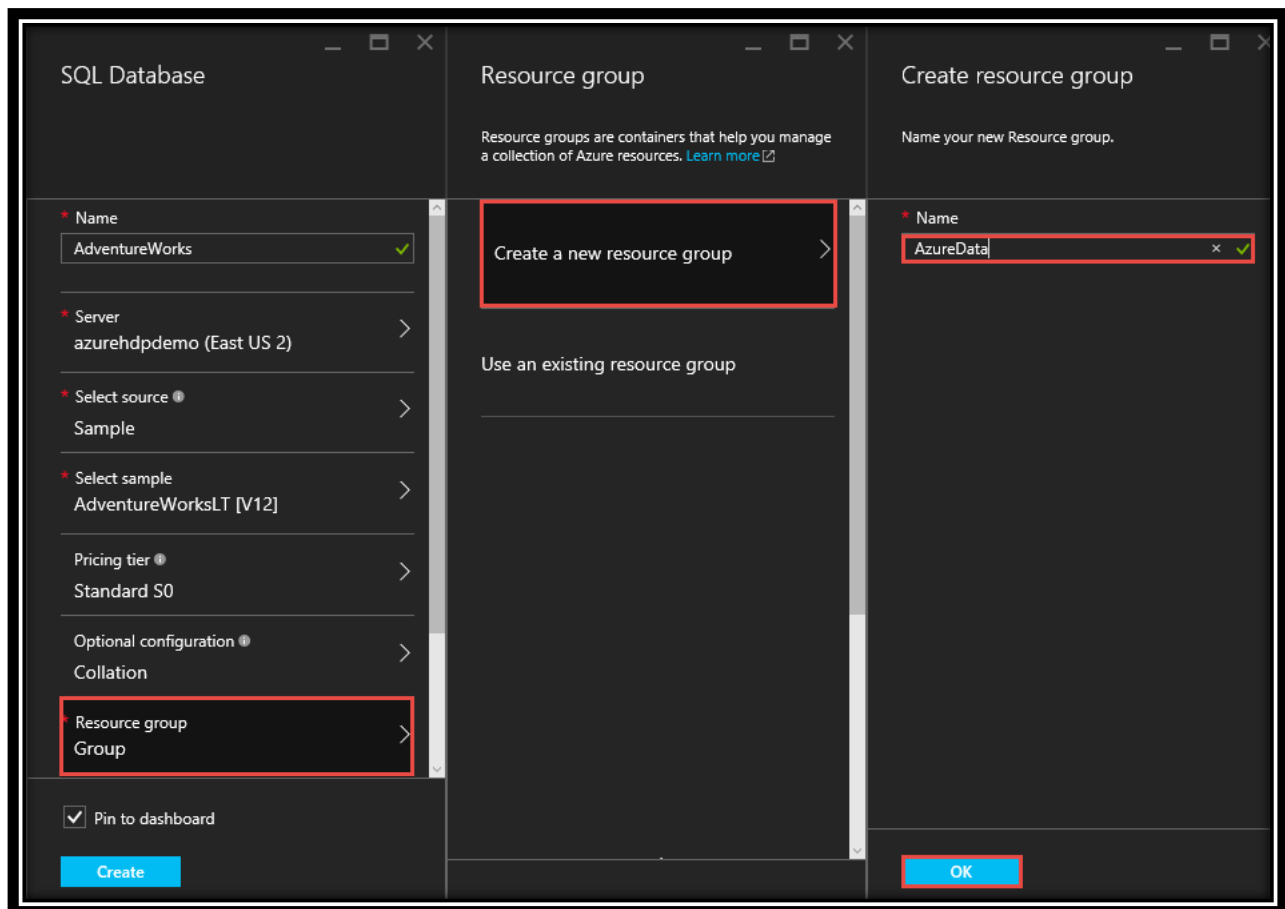 SQL Database
* Name
AdventureWorks
* Server
azurehdpdemo (East US 2)
* Select source
Sample
* Select sample
AdventureWorksLT [V12]
Pricing tier
Standard S0
Optional configuration
Collation
* Resource group
Group
Pin to dashboard
Create
Resource group
Resource groups are containers that help you manage
a collection of Azure resources. Learn more
Create a new resource group
Use an existing resource group
Create resource group
Name your new Resource group.
* Name
AzureData
OK